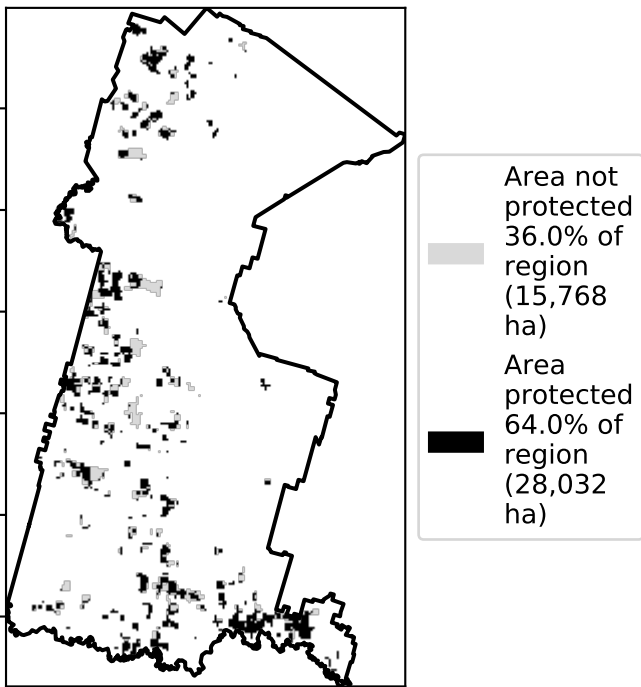 Area not
protected
36.0% of
region
(15,768
ha)
Area
protected
64.0% of
region
(28,032
ha)